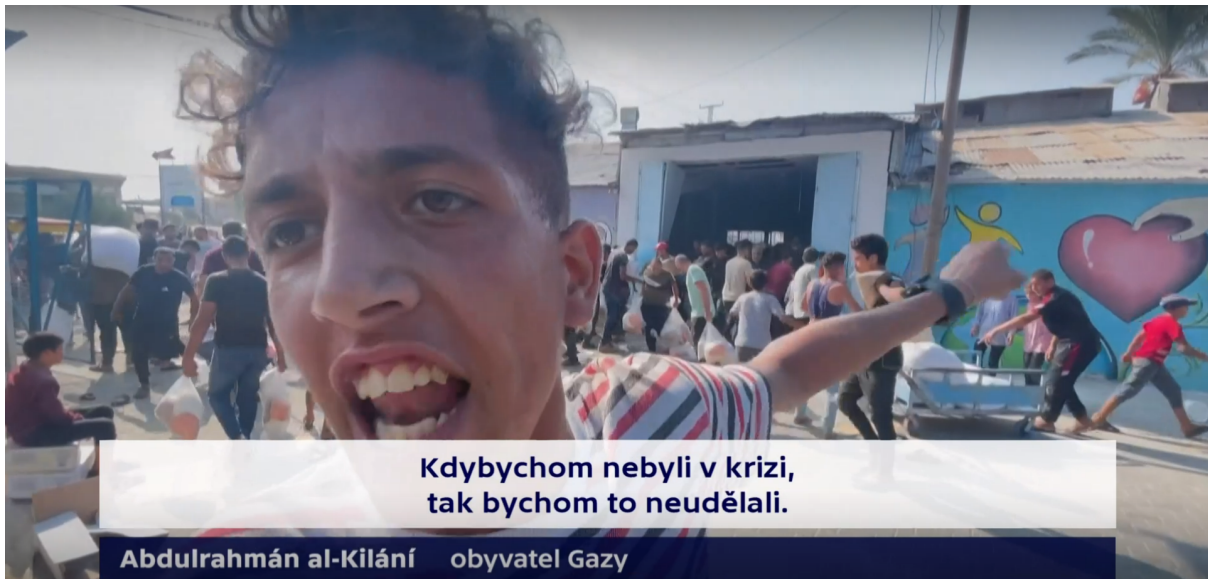 Kdybychom nebyli v krizi,
tak bychom to neudělali.
Abdulrahmán al-Kilání obyvatel Gazy